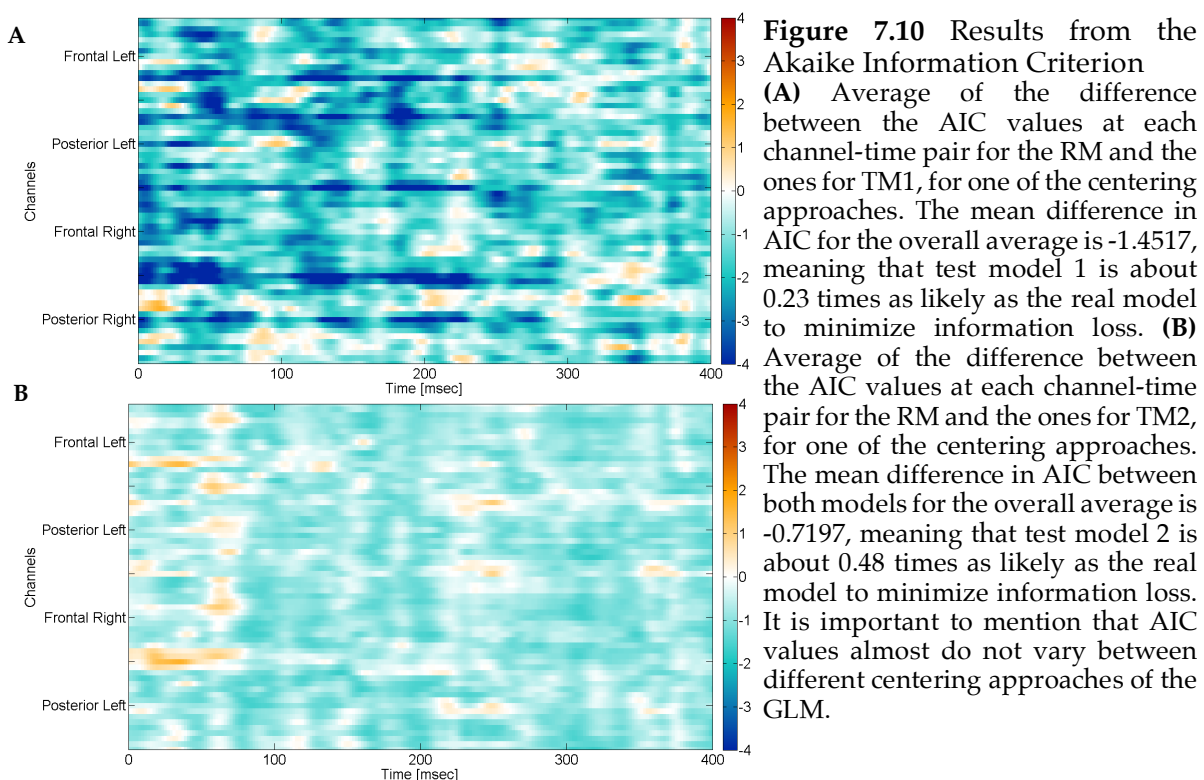 A
Frontal Left
Posterior Left
Frontal Right
Posterior Right
Channels
0
100
200
300
400
Time [msec]
4
3
2
1
0
-1
-2
-3
-4
B
Frontal Left
Posterior Left
Frontal Right
Posterior Left
Channels
0
100
200
300
400
Time [msec]
4
3
2
1
0
-1
-2
-3
-4
Figure 7.10 Results from the
Akaike Information Criterion
(A) Average of the difference
between the AIC values at each
channel-time pair for the RM and the
ones for TM1, for one of the centering
approaches. The mean difference in
AIC for the overall average is -1.4517,
meaning that test model 1 is about
0.23 times as likely as the real model
to minimize information loss. (B)
Average of the difference between
the AIC values at each channel-time
pair for the RM and the ones for TM2,
for one of the centering approaches.
The mean difference in AIC between
both models for the overall average is
-0.7197, meaning that test model 2 is
about 0.48 times as likely as the real
model to minimize information loss.
It is important to mention that AIC
values almost do not vary between
different centering approaches of the
GLM.